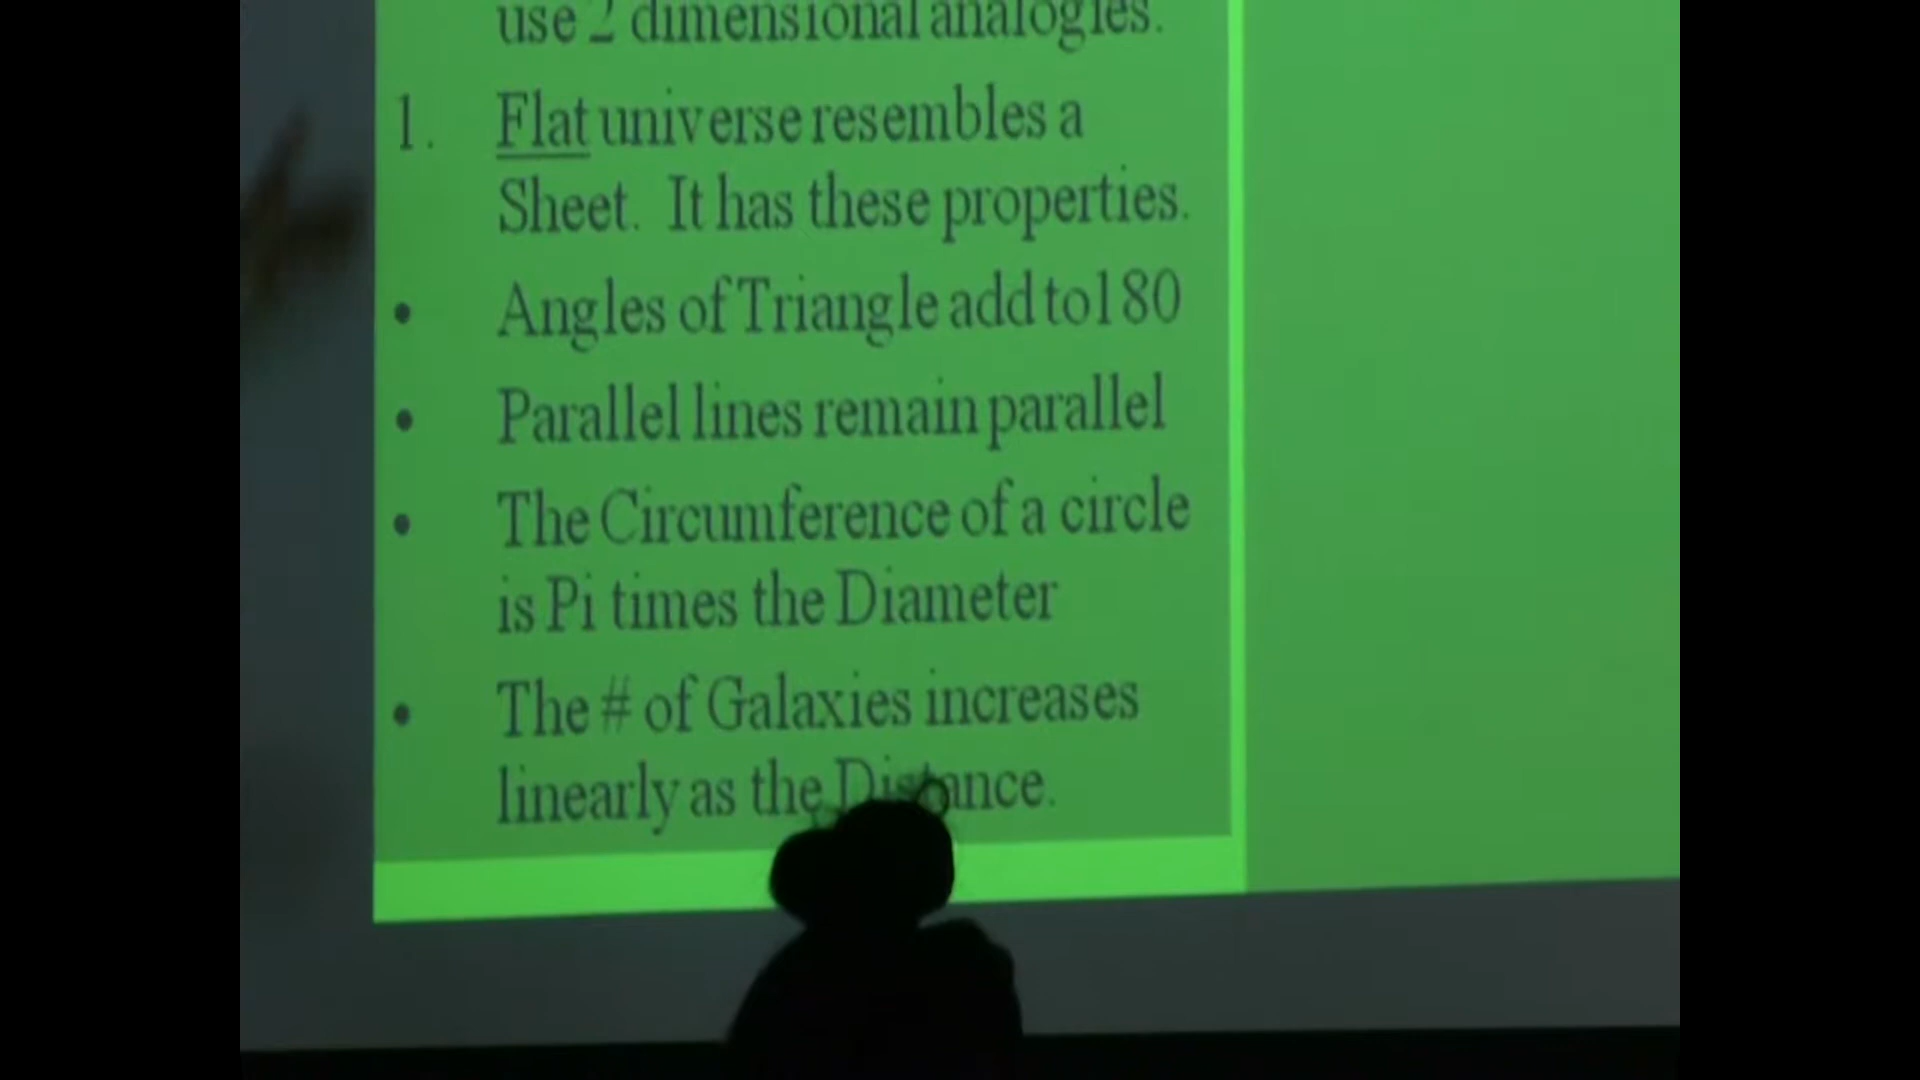 use 2 dimensional analogies.
1. Flat universe resembles a
Sheet. It has these properties.
• Angles of Triangle add to180
• Parallel lines remain parallel
• The Circumference of a circle
is Pi times the Diameter
• The # of Galaxies increases
linearly as the Distance.